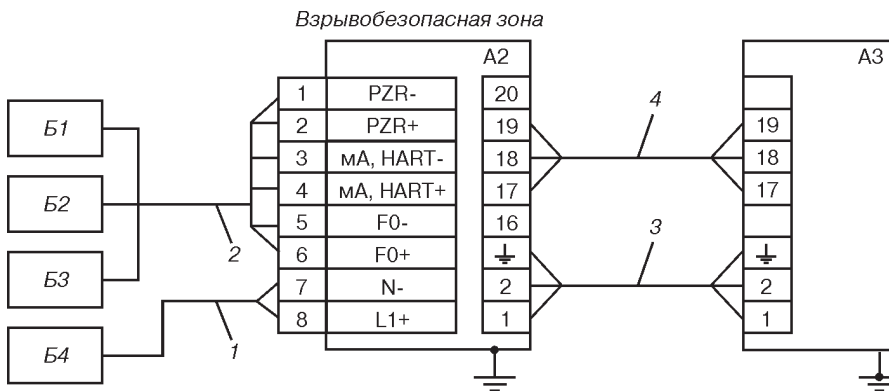 Взрывобезопасная зона
А2
А3
Б1
Б2
Б3
Б4
1 PZR- 20
2 PZR+ 19
3 мА, HART- 18
4 мА, HART+ 17
5 F0- 16
6 F0+
7 N- 2
8 L1+ 1
2
1
4
3
19
18
17
2
1